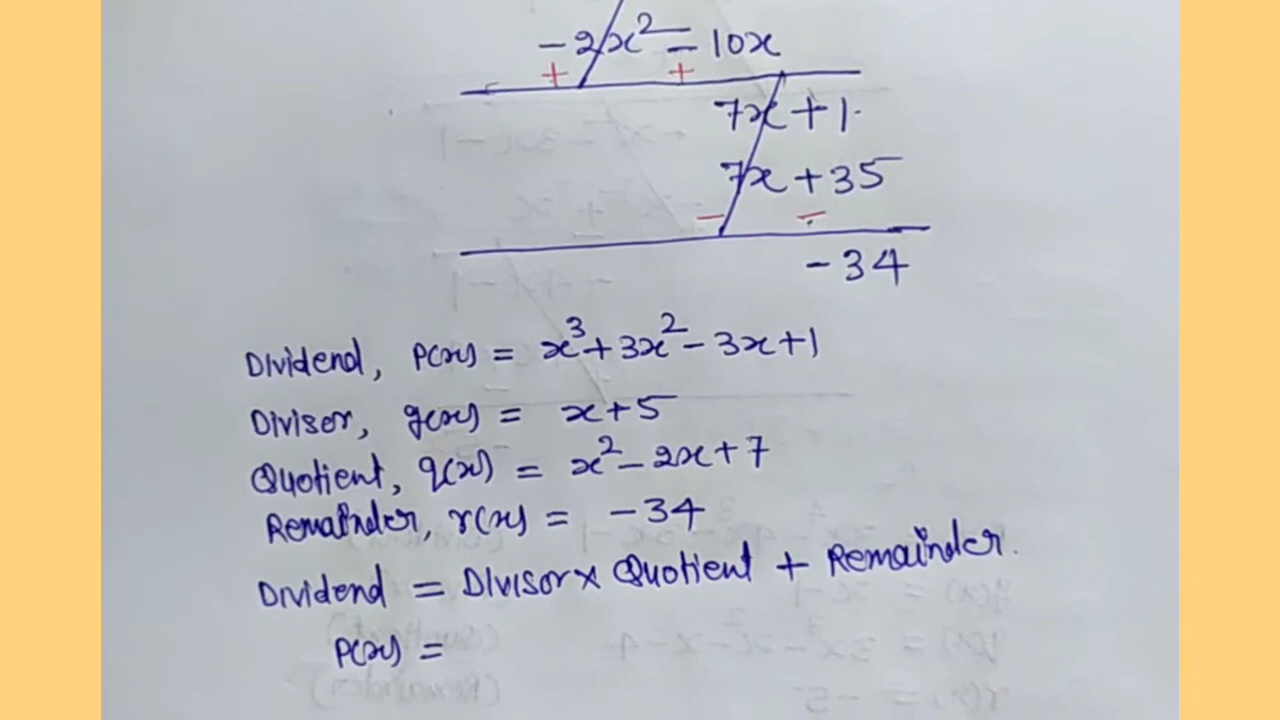 -2x² - 10x
+ +
7x + 1
7x + 35
- -
-34
Dividend, p(x) = x³ + 3x² - 3x + 1
Divisor, g(x) = x + 5
Quotient, q(x) = x² - 2x + 7
Remainder, r(x) = -34
Dividend = Divisor × Quotient + Remainder.
p(x) =